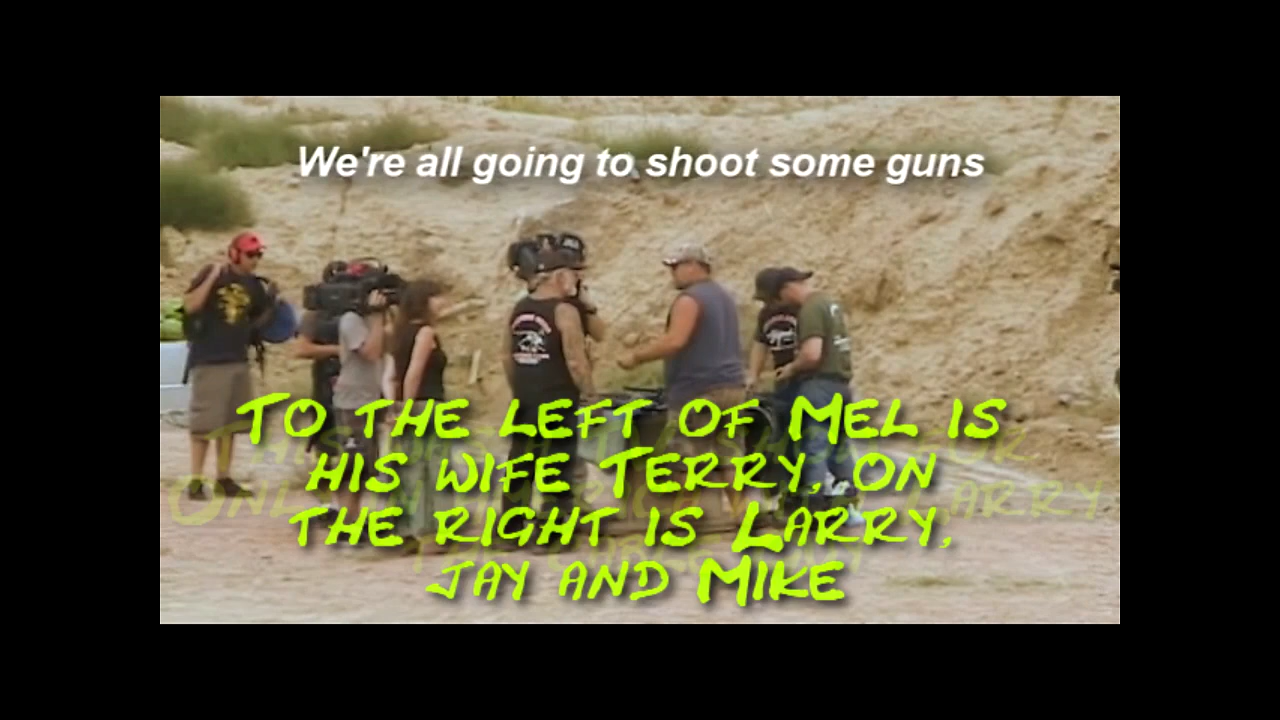 We're all going to shoot some guns
To the left of Mel is
his wife Terry, on
the right is Larry,
Jay and Mike